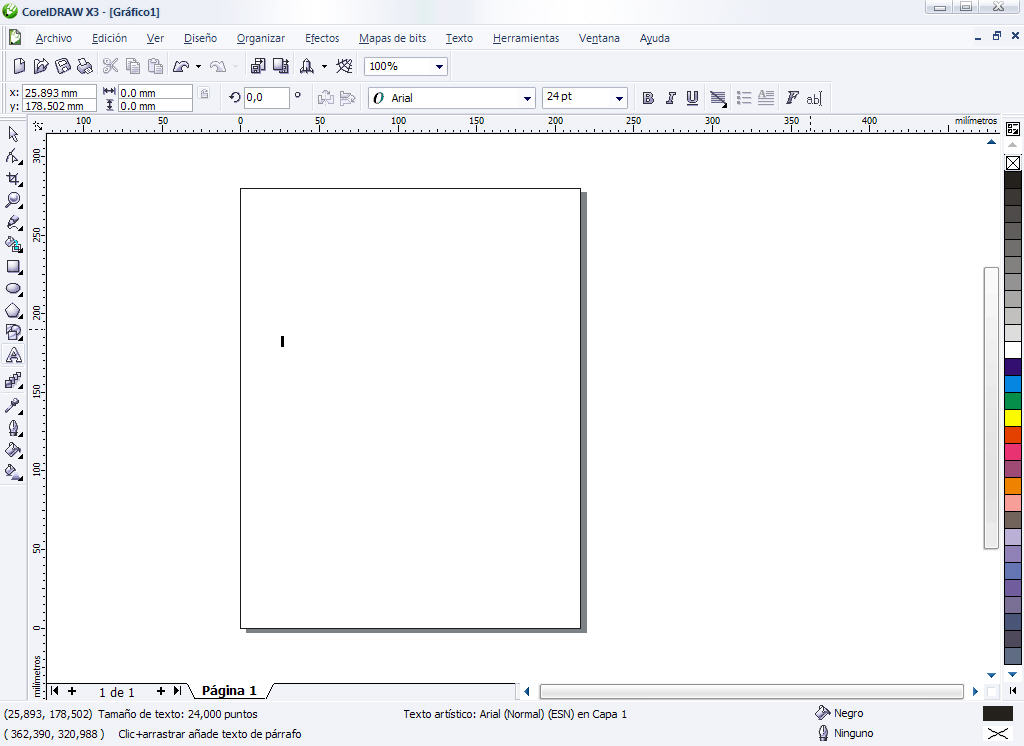 CorelDRAW X3 - [Gráfico1]
Archivo Edición Ver Diseño Organizar Efectos Mapas de bits Texto Herramientas Ventana Ayuda
100%
x: 25.893 mm 0.0 mm
y: 178.502 mm 0.0 mm
0,0 o O Arial 24 pt B I U F ab
100 50 0 50 100 150 200 250 300 350 400 milímetros
300
250
200
150
100
50
0
milímetros
1 de 1 Página 1
(25,893, 178,502) Tamaño de texto: 24,000 puntos Texto artístico: Arial (Normal) (ESN) en Capa 1 Negro
( 362,390, 320,988 ) Clic+arrastrar añade texto de párrafo Ninguno